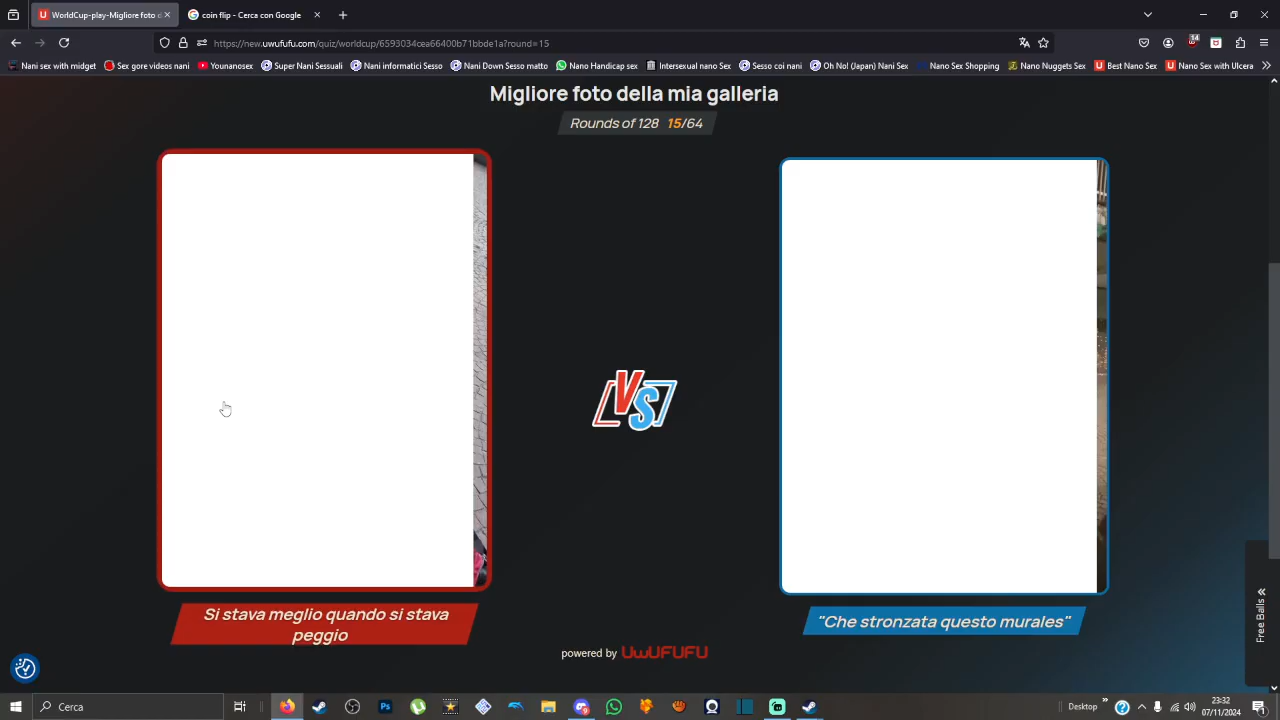 WorldCup-play-Migliore foto d
coin flip - Cerca con Google
https://new.uwufufu.com/quiz/worldcup/6593034cea66400b71bbde1a?round=15
34
Nani sex with midget
Sex gore videos nani
Younanosex
Super Nani Sessuali
Nani informatici Sesso
Nani Down Sesso matto
Nano Handicap sex
Intersexual nano Sex
Sesso coi nani
Oh No! (Japan) Nani Sex
Nano Sex Shopping
Nano Nuggets Sex
Best Nano Sex
Nano Sex with Ulcera
Migliore foto della mia galleria
Rounds of 128 15/64
VS
Si stava meglio quando si stava
peggio
"Che stronzata questo murales"
powered by UWUFUFU
Free Balls
Cerca
Desktop
23:32
07/11/2024